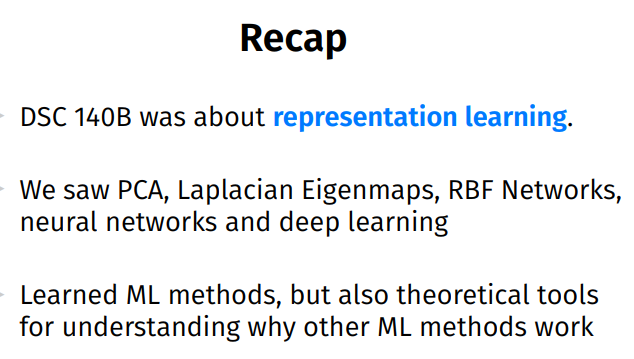 Recap
DSC 140B was about representation learning.
We saw PCA, Laplacian Eigenmaps, RBF Networks,
neural networks and deep learning
Learned ML methods, but also theoretical tools
for understanding why other ML methods work